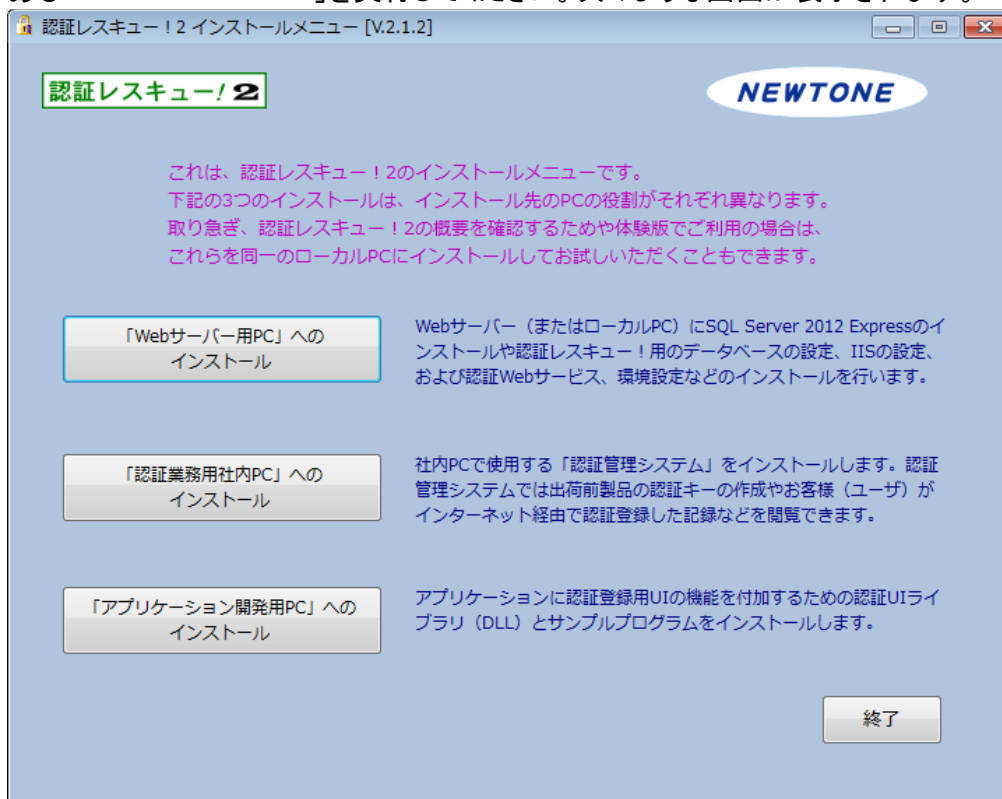 認証レスキュー！2 インストールメニュー [V.2.1.2]
認証レスキュー！2
NEWTONE
これは、認証レスキュー！2のインストールメニューです。
下記の3つのインストールは、インストール先のPCの役割がそれぞれ異なります。
取り急ぎ、認証レスキュー！2の概要を確認するためや体験版でご利用の場合は、
これらを同一のローカルPCにインストールしてお試しいただくこともできます。
「Webサーバー用PC」への
インストール
Webサーバー（またはローカルPC）にSQL Server 2012 Expressのイ
ンストールや認証レスキュー！用のデータベースの設定、IISの設定、
および認証Webサービス、環境設定などのインストールを行います。
「認証業務用社内PC」への
インストール
社内PCで使用する「認証管理システム」をインストールします。認証
管理システムでは出荷前製品の認証キーの作成やお客様（ユーザ）が
インターネット経由で認証登録した記録などを閲覧できます。
「アプリケーション開発用PC」への
インストール
アプリケーションに認証登録用UIの機能を付加するための認証UIライ
ブラリ（DLL）とサンプルプログラムをインストールします。
終了